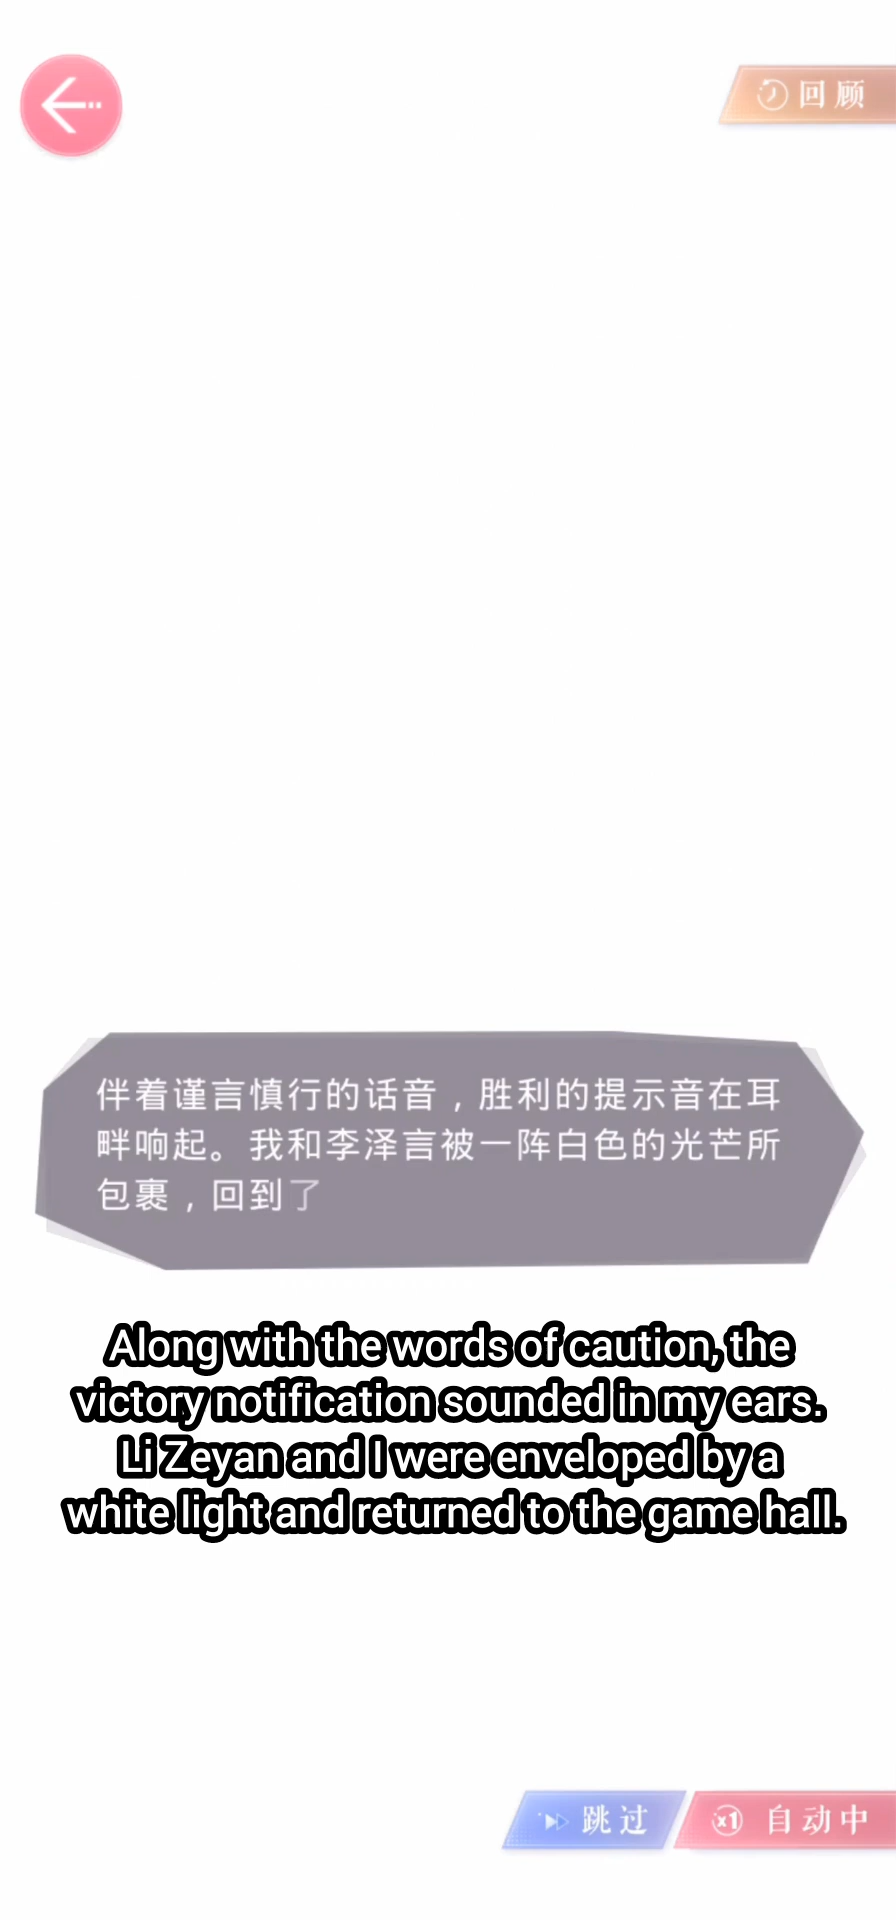 回顾
伴着谨言慎行的话音，胜利的提示音在耳
畔响起。我和李泽言被一阵白色的光芒所
包裹，回到了
Along with the words of caution, the
victory notification sounded in my ears.
Li Zeyan and I were enveloped by a
white light and returned to the game hall.
跳过
x1 自动中